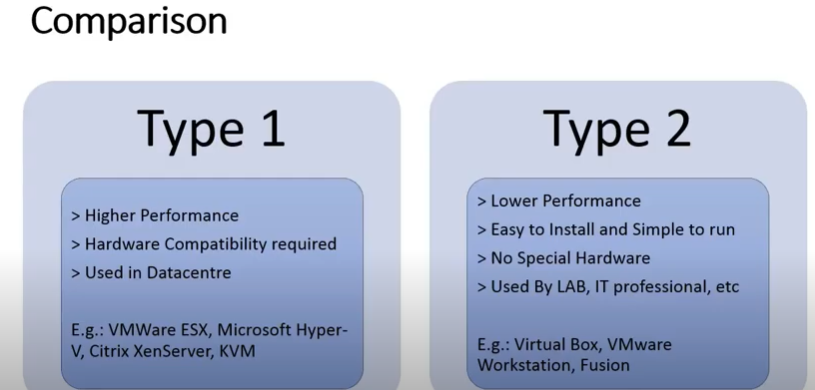 Comparison
Type 1
> Higher Performance
> Hardware Compatibility required
> Used in Datacentre
E.g.: VMWare ESX, Microsoft Hyper-
V, Citrix XenServer, KVM
Type 2
> Lower Performance
> Easy to Install and Simple to run
> No Special Hardware
> Used By LAB, IT professional, etc
E.g.: Virtual Box, VMware
Workstation, Fusion